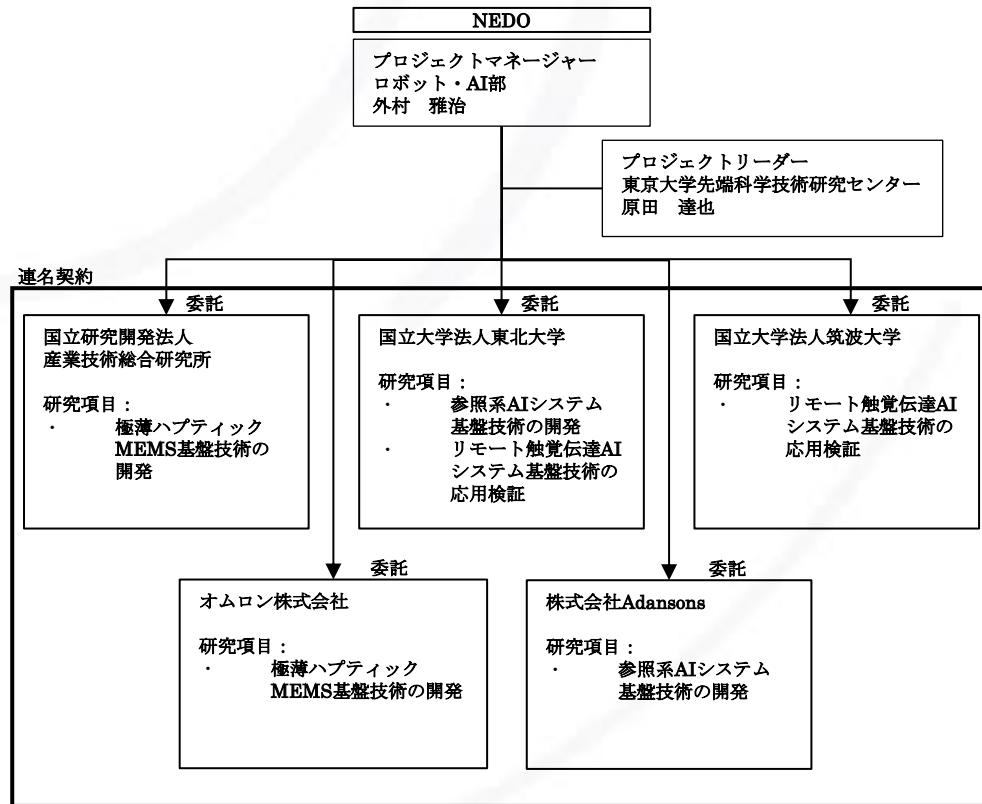 NEDO
プロジェクトマネージャー
ロボット・AI部
外村　雅治
プロジェクトリーダー
東京大学先端科学技術研究センター
原田　達也
連名契約
委託
国立研究開発法人
産業技術総合研究所
研究項目：
・　極薄ハプティック
MEMS基盤技術の
開発
委託
国立大学法人東北大学
研究項目：
・　参照系AIシステム
基盤技術の開発
・　リモート触覚伝達AI
システム基盤技術の
応用検証
委託
国立大学法人筑波大学
研究項目：
・　リモート触覚伝達AI
システム基盤技術の
応用検証
委託
オムロン株式会社
研究項目：
・　極薄ハプティック
MEMS基盤技術の開発
委託
株式会社Adansons
研究項目：
・　参照系AIシステム
基盤技術の開発